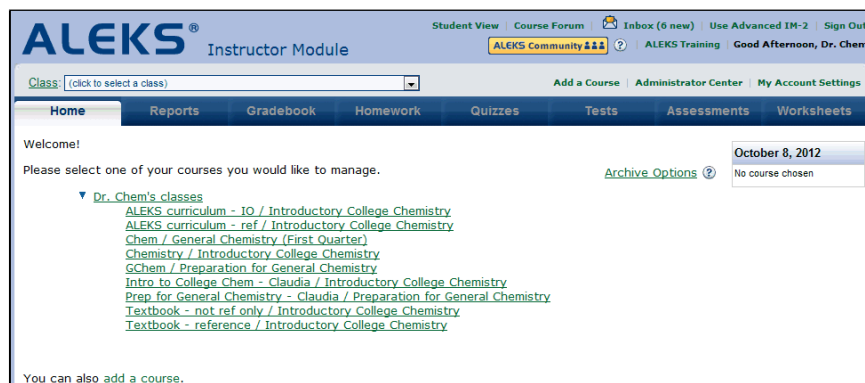 Student View | Course Forum | Inbox (6 new) | Use Advanced IM-2 | Sign Out
ALEKS® Instructor Module
ALEKS Community ? | ALEKS Training | Good Afternoon, Dr. Chem
Class: (click to select a class)
Add a Course | Administrator Center | My Account Settings
Home Reports Gradebook Homework Quizzes Tests Assessments Worksheets
Welcome!
October 8, 2012
Please select one of your courses you would like to manage.
Archive Options ?
No course chosen
Dr. Chem's classes
ALEKS curriculum - IO / Introductory College Chemistry
ALEKS curriculum - ref / Introductory College Chemistry
Chem / General Chemistry (First Quarter)
Chemistry / Introductory College Chemistry
GChem / Preparation for General Chemistry
Intro to College Chem - Claudia / Introductory College Chemistry
Prep for General Chemistry - Claudia / Preparation for General Chemistry
Textbook - not ref only / Introductory College Chemistry
Textbook - reference / Introductory College Chemistry
You can also add a course.